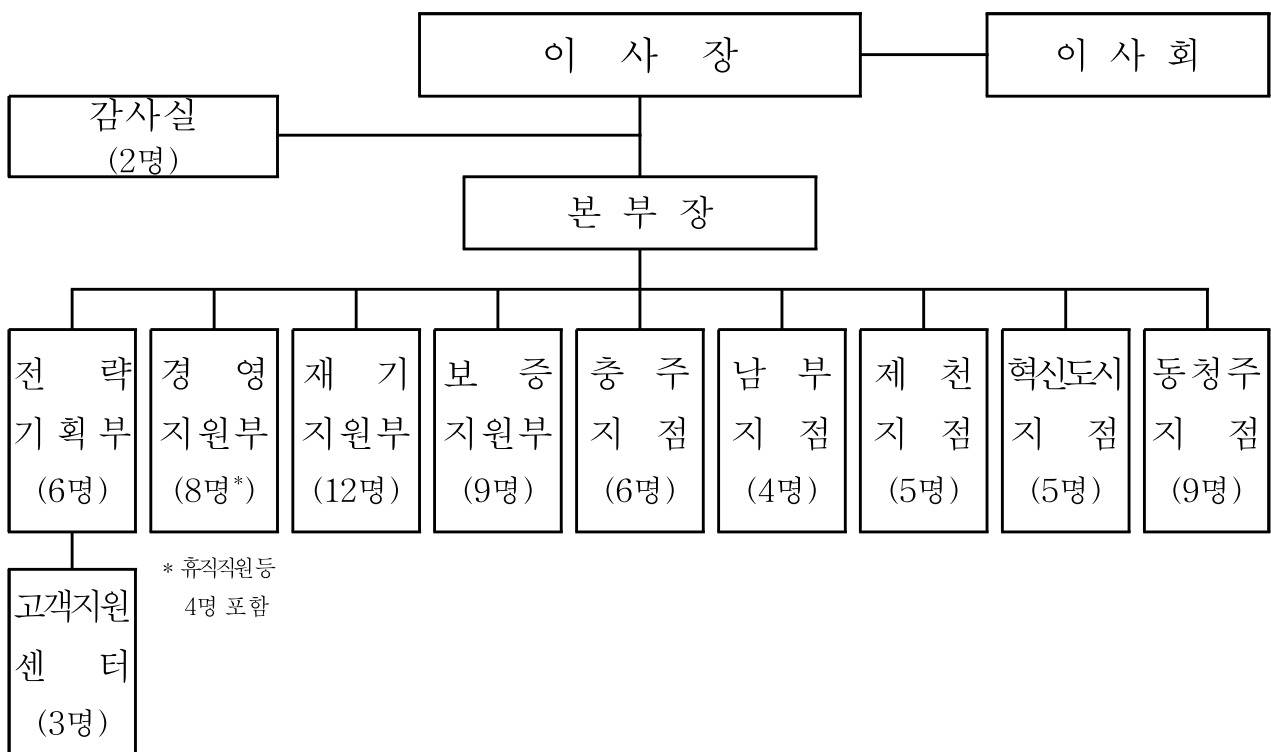 이 사 장
이 사 회
감사실
(2명)
본 부 장
전 략
기 획 부
(6명)
경 영
지원부
(8명*)
재 기
지원부
(12명)
보 증
지원부
(9명)
충 주
지 점
(6명)
남 부
지 점
(4명)
제 천
지 점
(5명)
혁신도시
지 점
(5명)
동청주
지 점
(9명)
* 휴직직원등
4명 포함
고객지원
센 터
(3명)